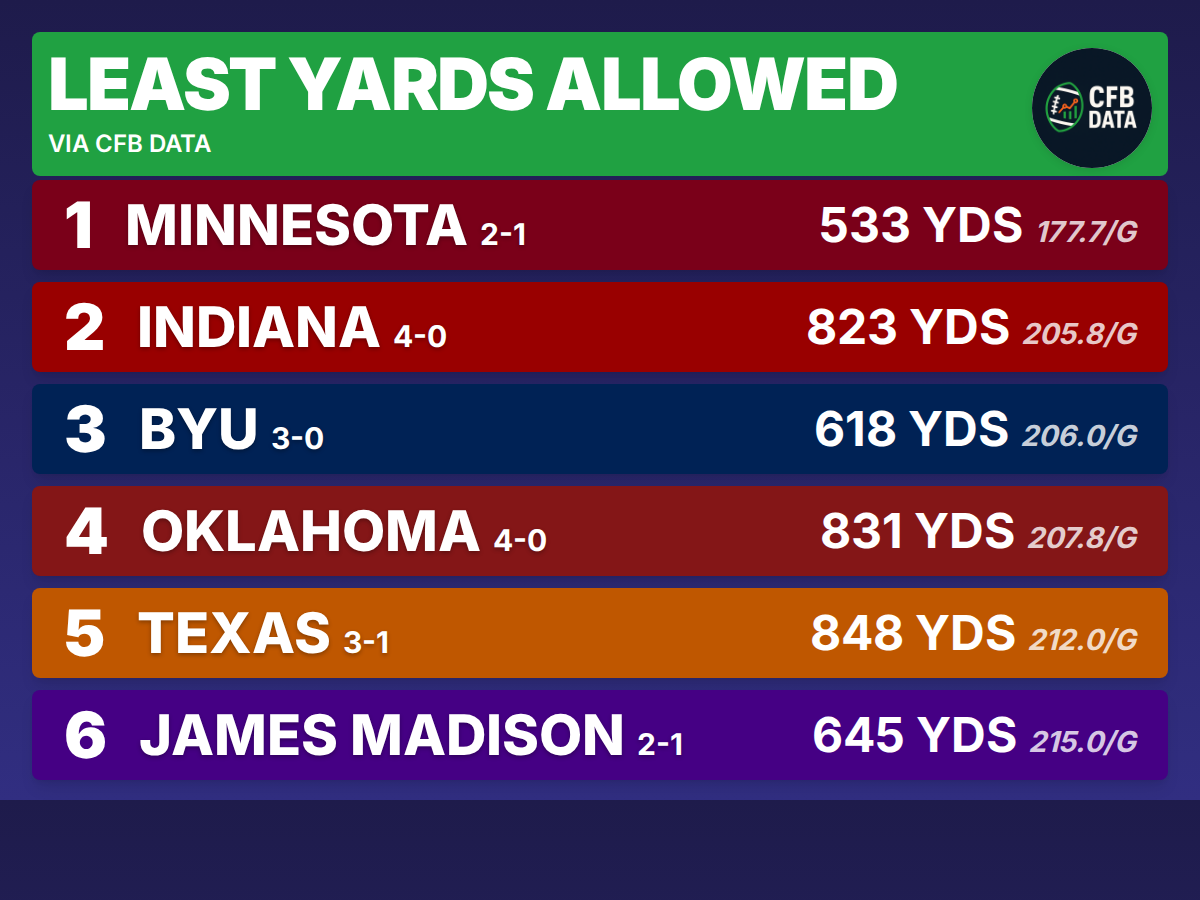 LEAST YARDS ALLOWED
VIA CFB DATA
CFB
DATA
1 MINNESOTA 2-1 533 YDS 177.7/G
2 INDIANA 4-0 823 YDS 205.8/G
3 BYU 3-0 618 YDS 206.0/G
4 OKLAHOMA 4-0 831 YDS 207.8/G
5 TEXAS 3-1 848 YDS 212.0/G
6 JAMES MADISON 2-1 645 YDS 215.0/G